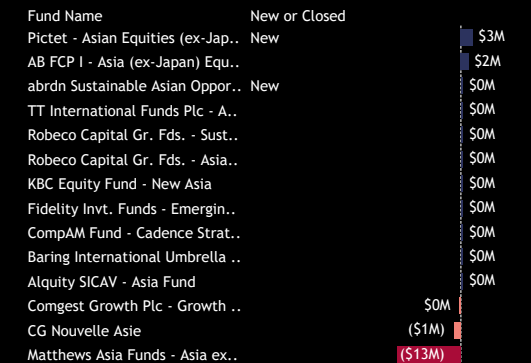 Fund Name New or Closed
Pictet - Asian Equities (ex-Jap.. New $3M
AB FCP I - Asia (ex-Japan) Equ.. $2M
abrdn Sustainable Asian Oppor.. New $0M
TT International Funds Plc - A.. $0M
Robeco Capital Gr. Fds. - Sust.. $0M
Robeco Capital Gr. Fds. - Asia.. $0M
KBC Equity Fund - New Asia $0M
Fidelity Invt. Funds - Emergin.. $0M
CompAM Fund - Cadence Strat.. $0M
Baring International Umbrella .. $0M
Alquity SICAV - Asia Fund $0M
Comgest Growth Plc - Growth .. $0M
CG Nouvelle Asie ($1M)
Matthews Asia Funds - Asia ex.. ($13M)